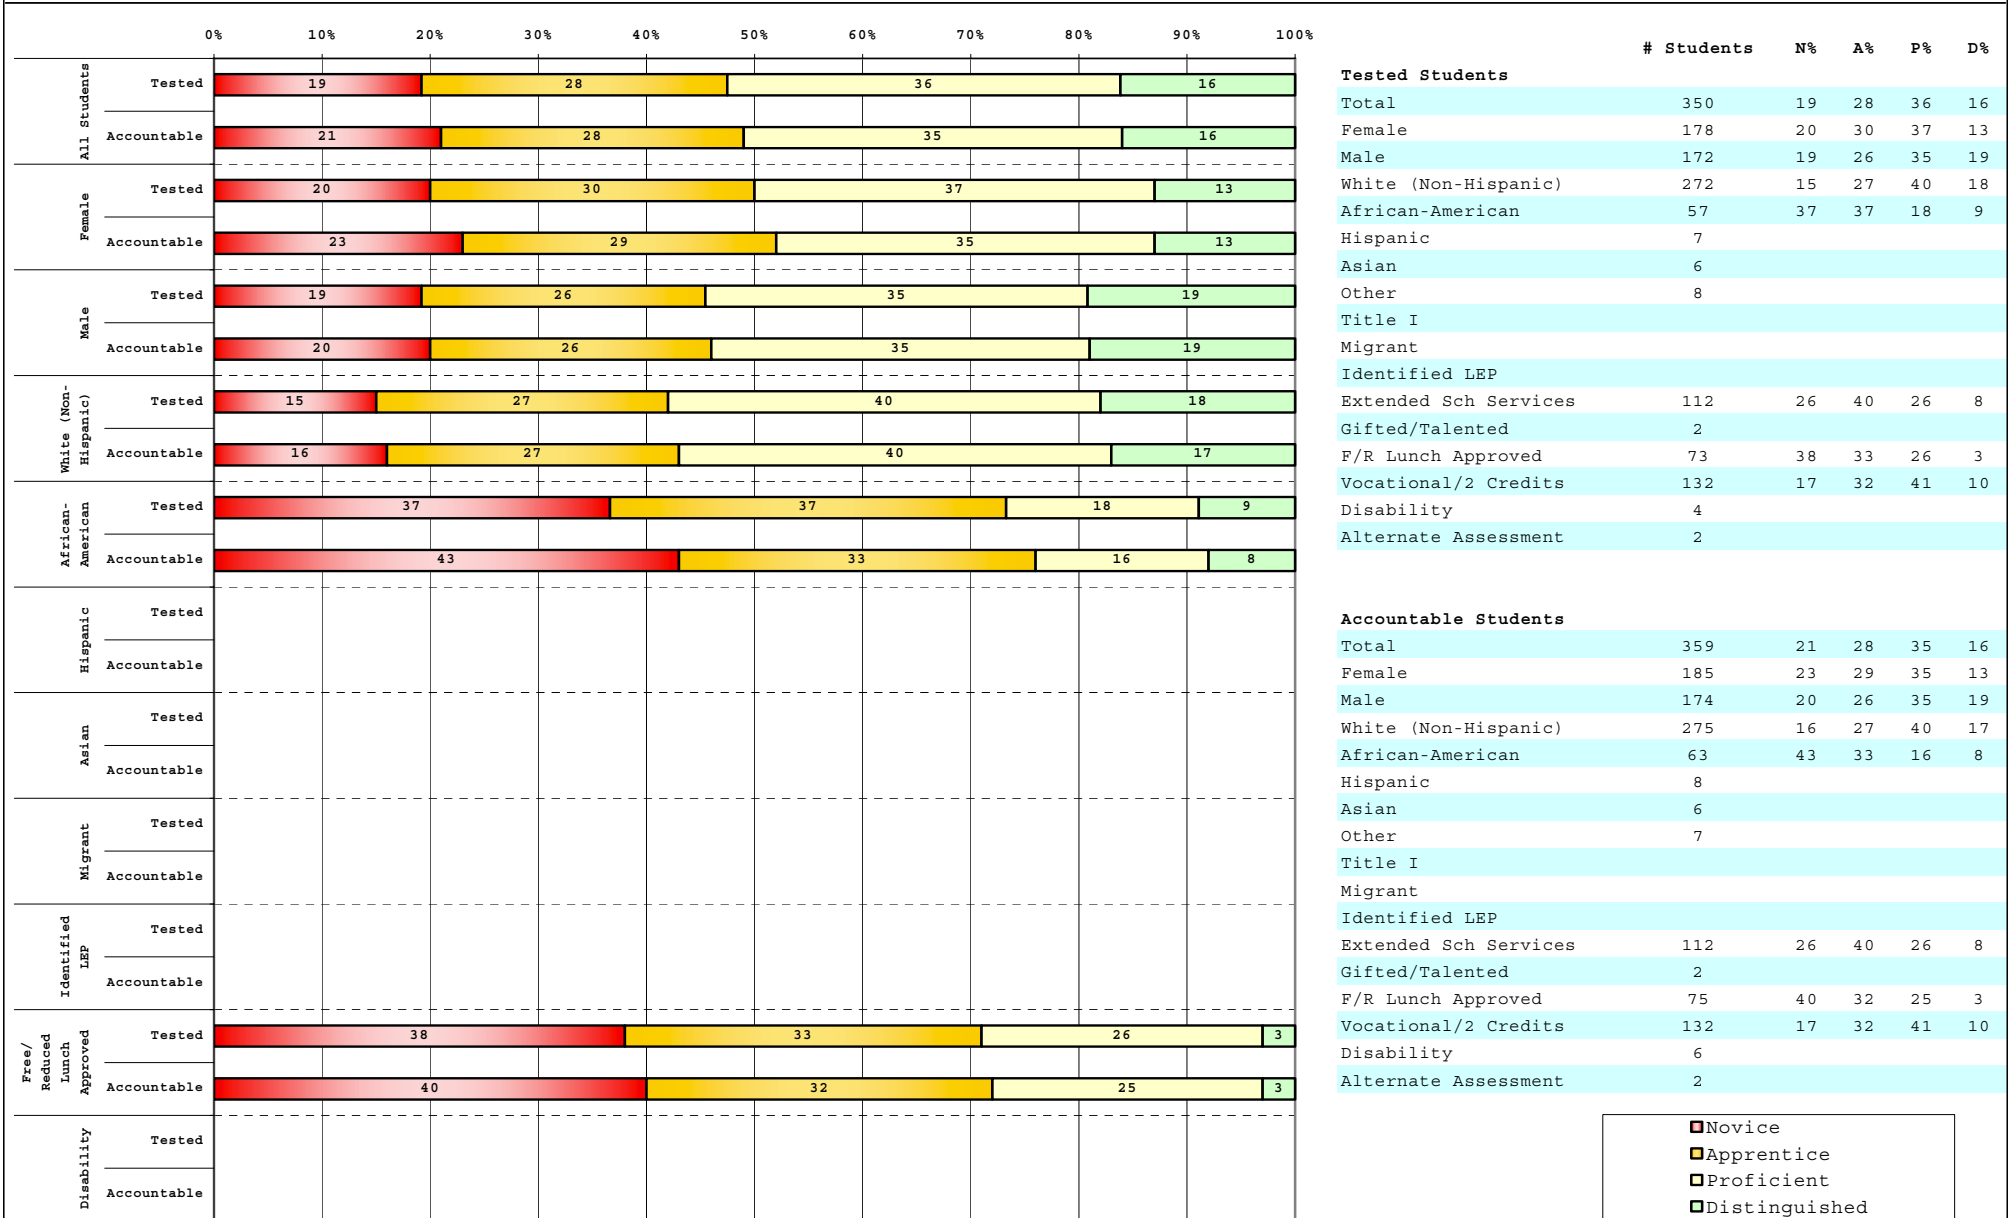 0% 10% 20% 30% 40% 50% 60% 70% 80% 90% 100%
All Students
Tested 19 28 36 16
Accountable 21 28 35 16
Female
Tested 20 30 37 13
Accountable 23 29 35 13
Male
Tested 19 26 35 19
Accountable 20 26 35 19
White (Non-
Hispanic)
Tested 15 27 40 18
Accountable 16 27 40 17
African-
American
Tested 37 37 18 9
Accountable 43 33 16 8
Hispanic
Tested
Accountable
Asian
Tested
Accountable
Migrant
Tested
Accountable
Identified
LEP
Tested
Accountable
Free/
Reduced
Lunch
Approved
Tested 38 33 26 3
Accountable 40 32 25 3
Disability
Tested
Accountable
# Students N% A% P% D%
Tested Students
Total 350 19 28 36 16
Female 178 20 30 37 13
Male 172 19 26 35 19
White (Non-Hispanic) 272 15 27 40 18
African-American 57 37 37 18 9
Hispanic 7
Asian 6
Other 8
Title I
Migrant
Identified LEP
Extended Sch Services 112 26 40 26 8
Gifted/Talented 2
F/R Lunch Approved 73 38 33 26 3
Vocational/2 Credits 132 17 32 41 10
Disability 4
Alternate Assessment 2
Accountable Students
Total 359 21 28 35 16
Female 185 23 29 35 13
Male 174 20 26 35 19
White (Non-Hispanic) 275 16 27 40 17
African-American 63 43 33 16 8
Hispanic 8
Asian 6
Other 7
Title I
Migrant
Identified LEP
Extended Sch Services 112 26 40 26 8
Gifted/Talented 2
F/R Lunch Approved 75 40 32 25 3
Vocational/2 Credits 132 17 32 41 10
Disability 6
Alternate Assessment 2
Novice
Apprentice
Proficient
Distinguished